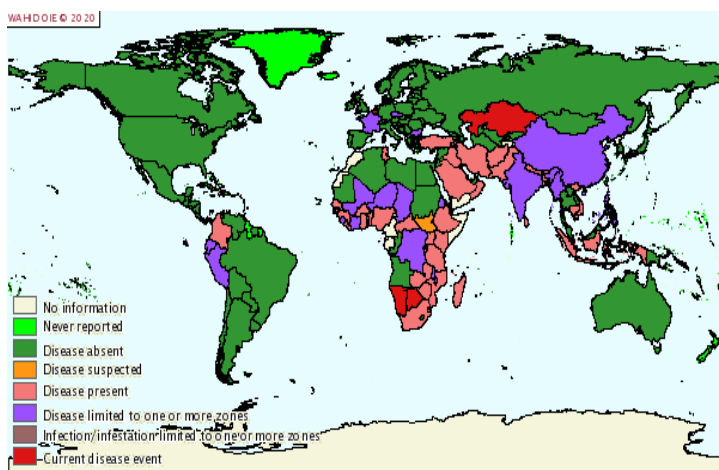 WAHID OIE © 2020
No information
Never reported
Disease absent
Disease suspected
Disease present
Disease limited to one or more zones
Infection/infestation limited to one or more zones
Current disease event